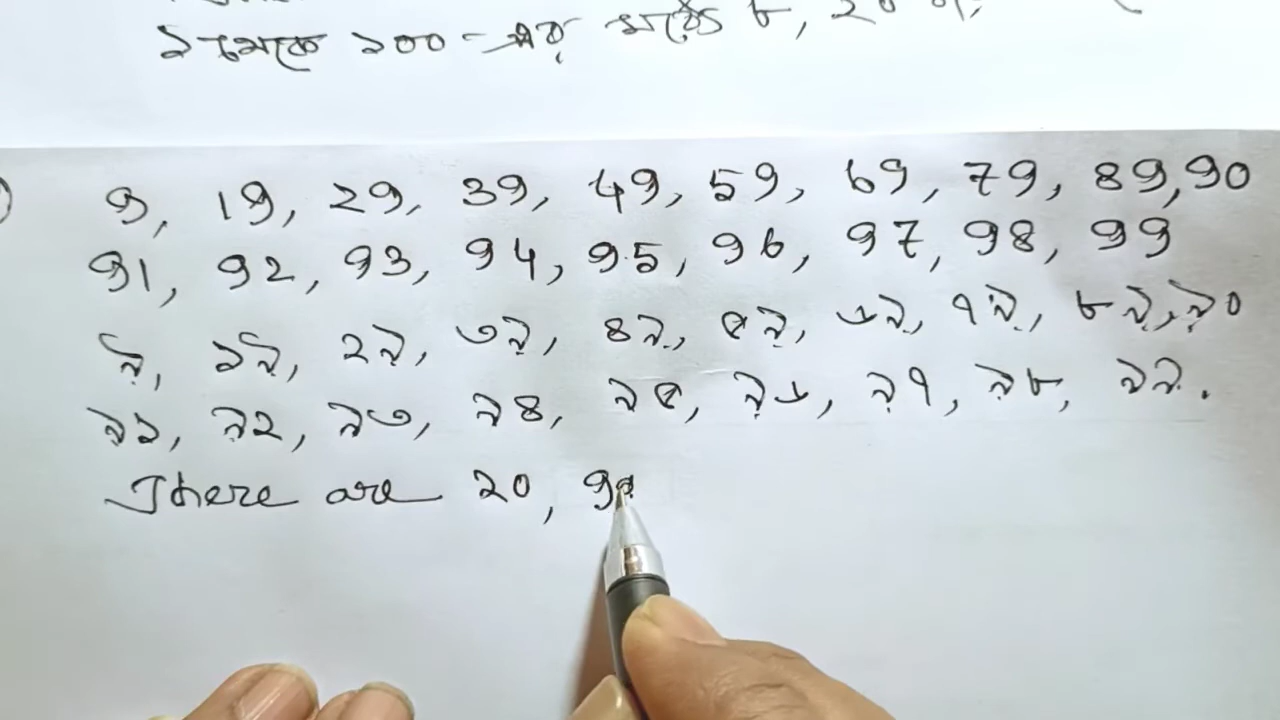 ১ থেকে ১০০ - এর মধ্যে ৮, ২০
9, 19, 29, 39, 49, 59, 69, 79, 89, 90
91, 92, 93, 94, 95, 96, 97, 98, 99
৯, ১৯, ২৯, ৩৯, ৪৯, ৫৯, ৬৯, ৭৯, ৮৯, ৯০
৯১, ৯২, ৯৩, ৯৪, ৯৫, ৯৬, ৯৭, ৯৮, ৯৯.
There are 20, 9